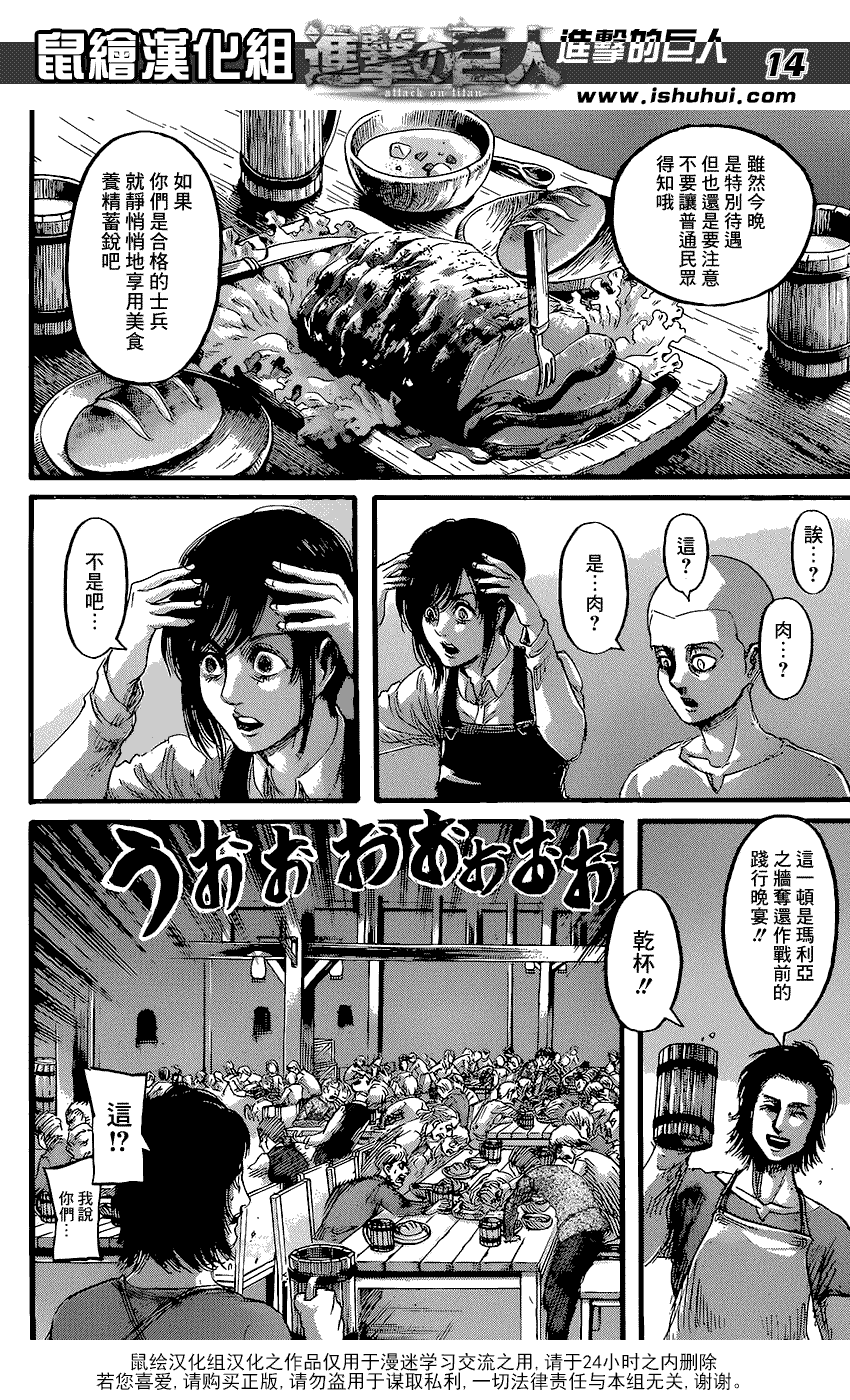 鼠繪漢化組
進撃の巨人
attack on titan
進擊的巨人
14
www.ishuhui.com
雖然今晚
是特別待遇
但也還是要注意
不要讓普通民眾
得知哦
如果
你們是合格的士兵
就靜悄悄地享用美食
養精蓄銳吧
誒…?
肉…?
這?
是…肉?
不是吧…
這一頓是瑪利亞
之牆奪還作戰前的
踐行晚宴!!
乾杯!!
うおぉおおぉおぉ
這!?
我說
你們…
鼠绘汉化组汉化之作品仅用于漫迷学习交流之用, 请于24小时之内删除
若您喜爱, 请购买正版, 请勿盗用于谋取私利, 一切法律责任与本组无关, 谢谢。